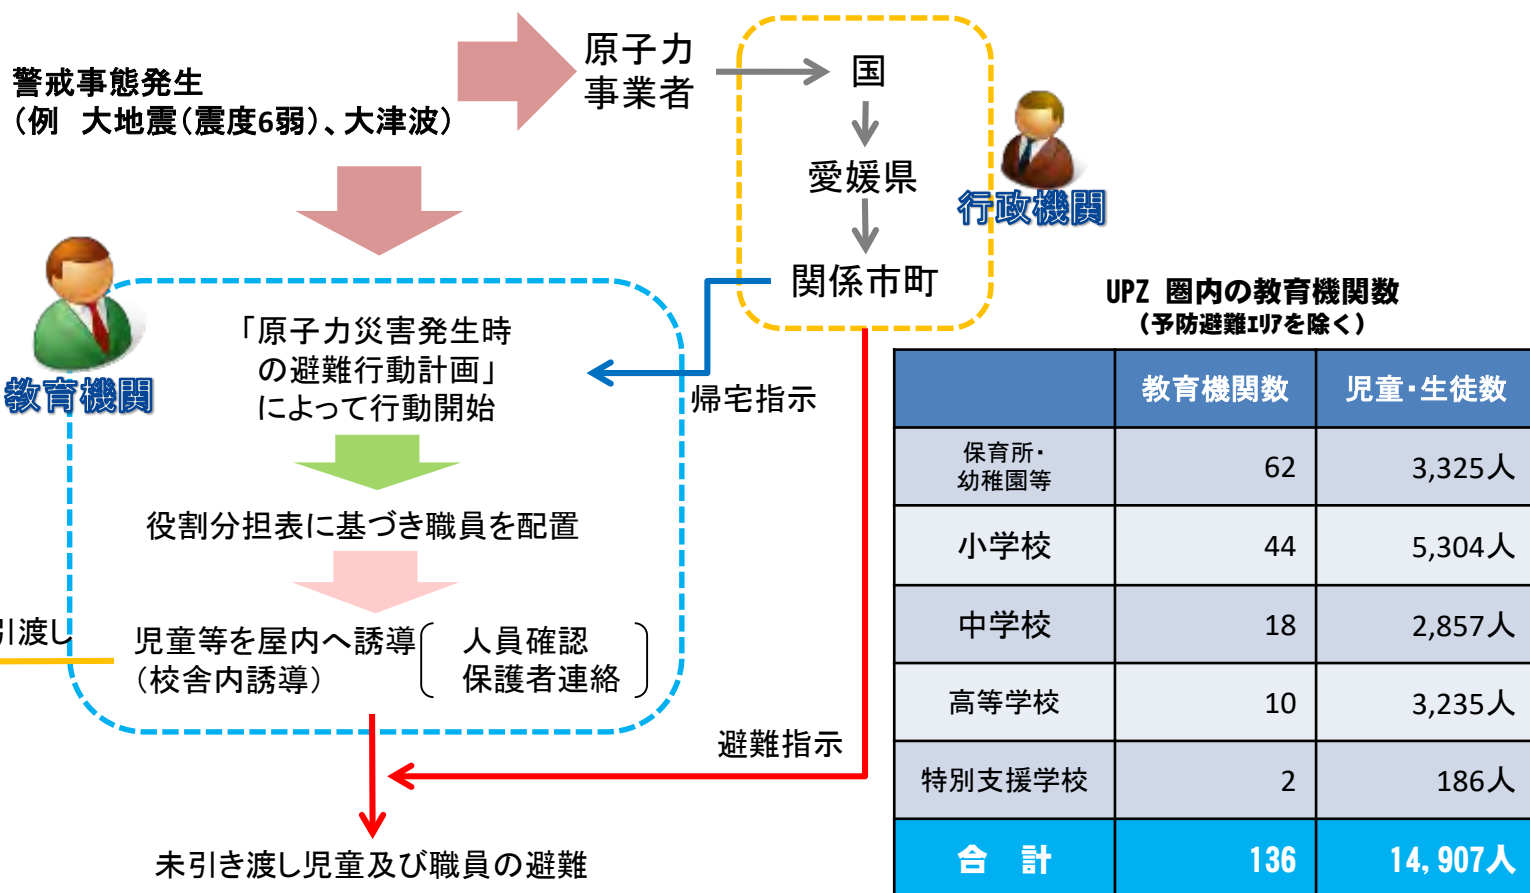 警戒事態発生
(例　大地震(震度6弱)、大津波)
原子力
事業者
国
愛媛県
関係市町
行政機関
教育機関
「原子力災害発生時
の避難行動計画」
によって行動開始
帰宅指示
役割分担表に基づき職員を配置
引渡し
児童等を屋内へ誘導
(校舎内誘導)
人員確認
保護者連絡
避難指示
未引き渡し児童及び職員の避難
UPZ 圏内の教育機関数
(予防避難ｴﾘｱを除く)
教育機関数 児童・生徒数
保育所・
幼稚園等 62 3,325人
小学校 44 5,304人
中学校 18 2,857人
高等学校 10 3,235人
特別支援学校 2 186人
合　計 136 14,907人